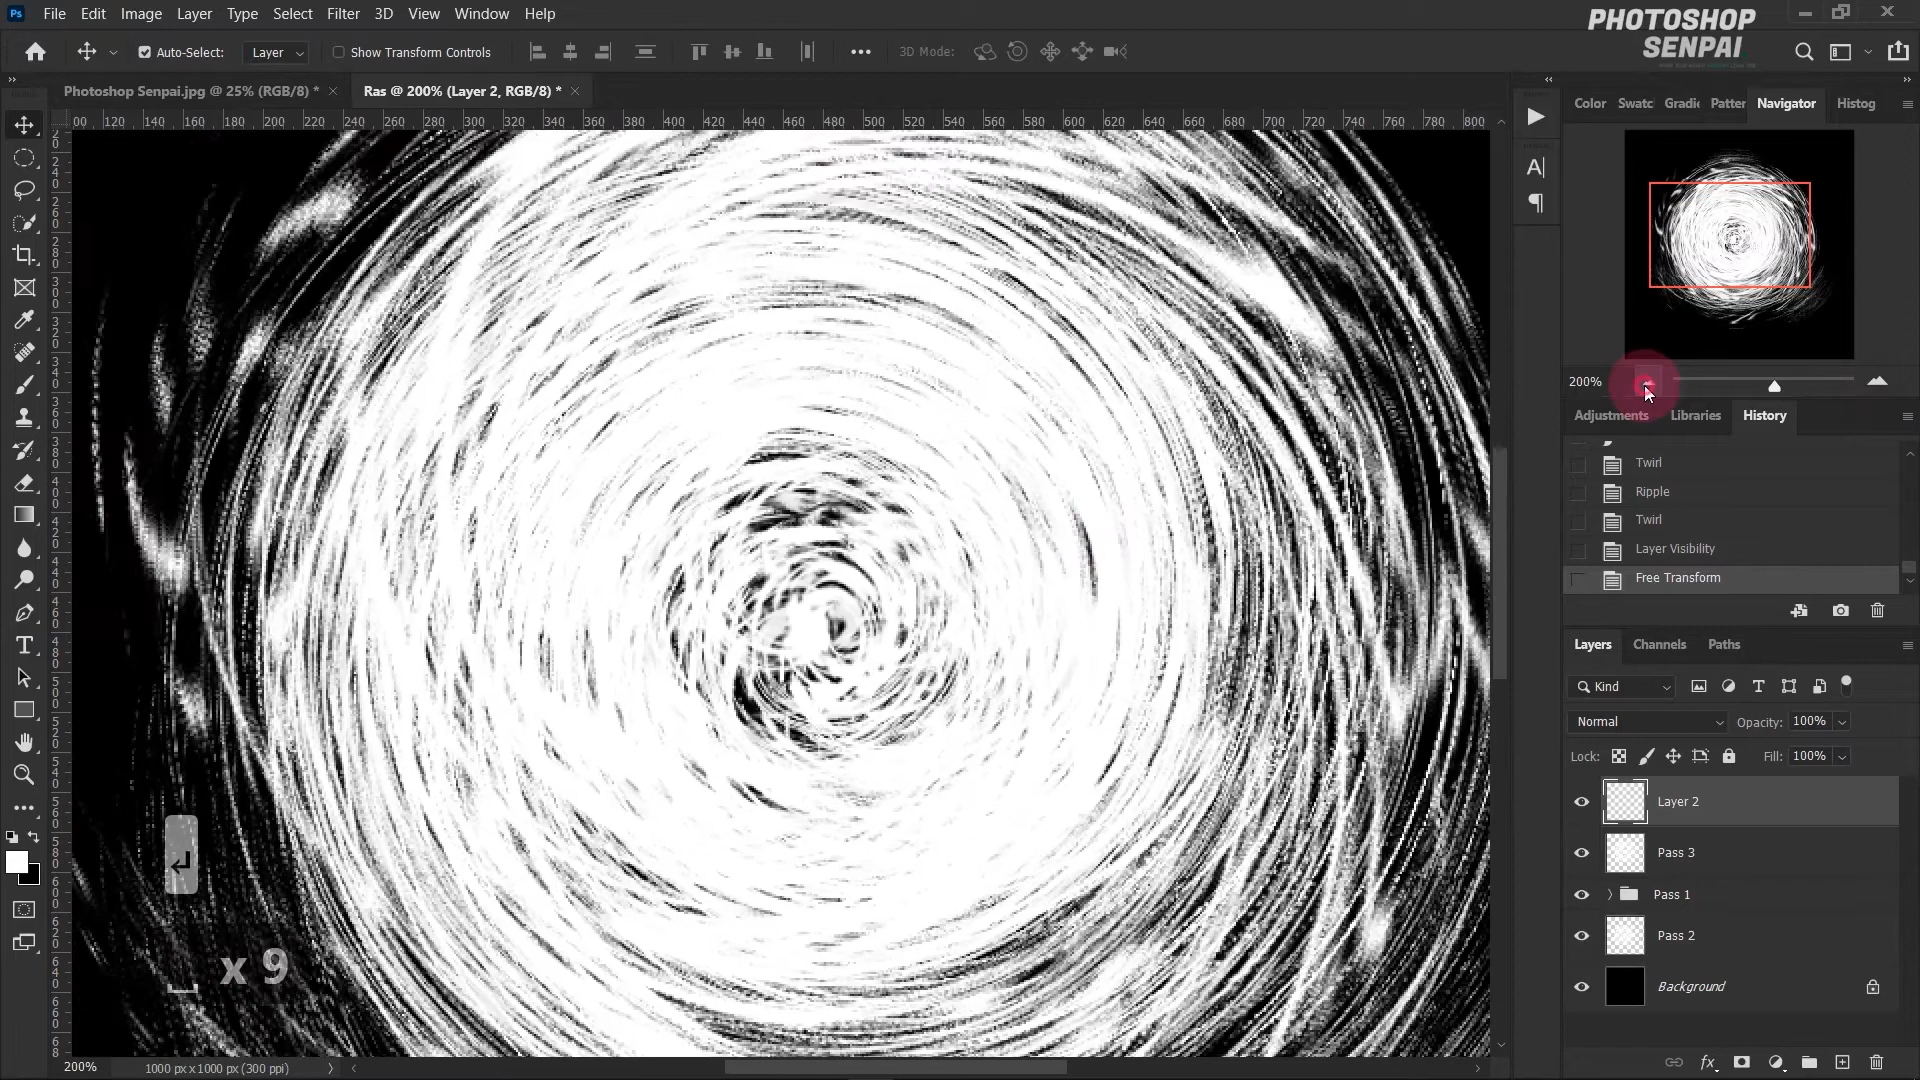 Ps File Edit Image Layer Type Select Filter 3D View Window Help
PHOTOSHOP
SENPAI
Auto-Select: Layer Show Transform Controls 3D Mode:
Photoshop Senpai.jpg @ 25% (RGB/8) * Ras @ 200% (Layer 2, RGB/8) *
00 120 140 160 180 200 220 240 260 280 300 320 340 360 380 400 420 440 460 480 500 520 540 560 580 600 620 640 660 680 700 720 740 760 780 800
Color Swatc Gradi Patter Navigator Histog
200%
Adjustments Libraries History
Twirl
Ripple
Twirl
Layer Visibility
Free Transform
Layers Channels Paths
Kind
Normal Opacity: 100%
Lock: Fill: 100%
Layer 2
Pass 3
Pass 1
Pass 2
Background
x 9
200% 1000 px x 1000 px (300 ppi)
fx